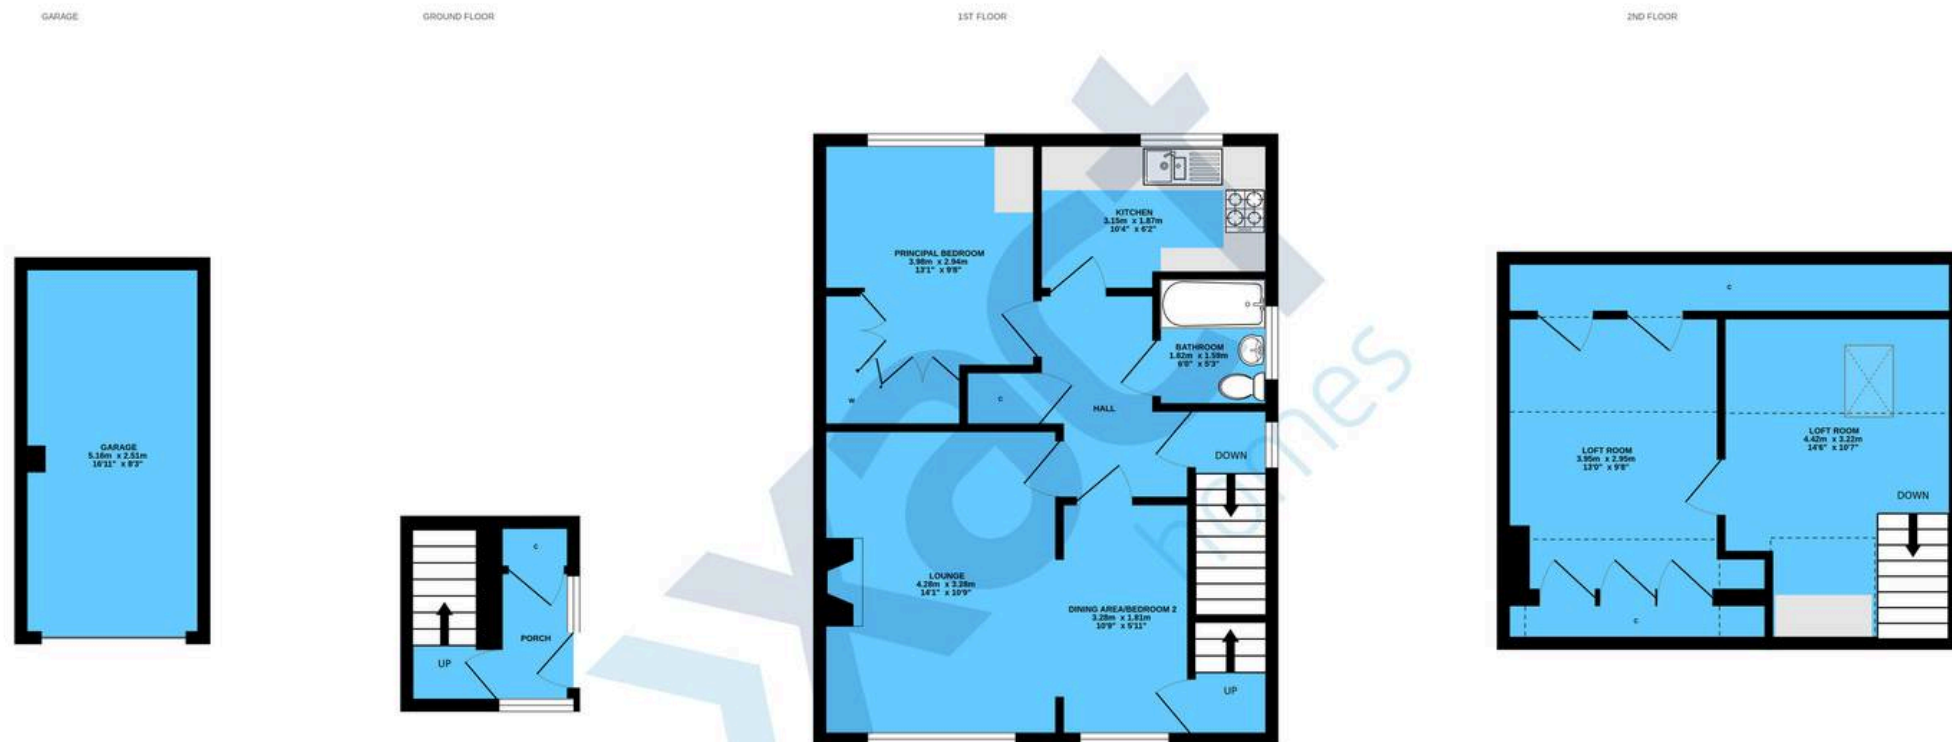 GARAGE
GROUND FLOOR
1ST FLOOR
2ND FLOOR
GARAGE
5.16m x 2.51m
16'11" x 8'3"
C
PORCH
UP
PRINCIPAL BEDROOM
3.98m x 2.94m
13'1" x 9'8"
KITCHEN
3.15m x 1.87m
10'4" x 6'2"
BATHROOM
1.82m x 1.59m
6'0" x 5'3"
W
C
HALL
DOWN
LOUNGE
4.28m x 3.28m
14'1" x 10'9"
DINING AREA/BEDROOM 2
3.28m x 1.81m
10'9" x 5'11"
UP
C
LOFT ROOM
3.95m x 2.95m
13'0" x 9'8"
LOFT ROOM
4.42m x 3.22m
14'6" x 10'7"
DOWN
C
xact
homes